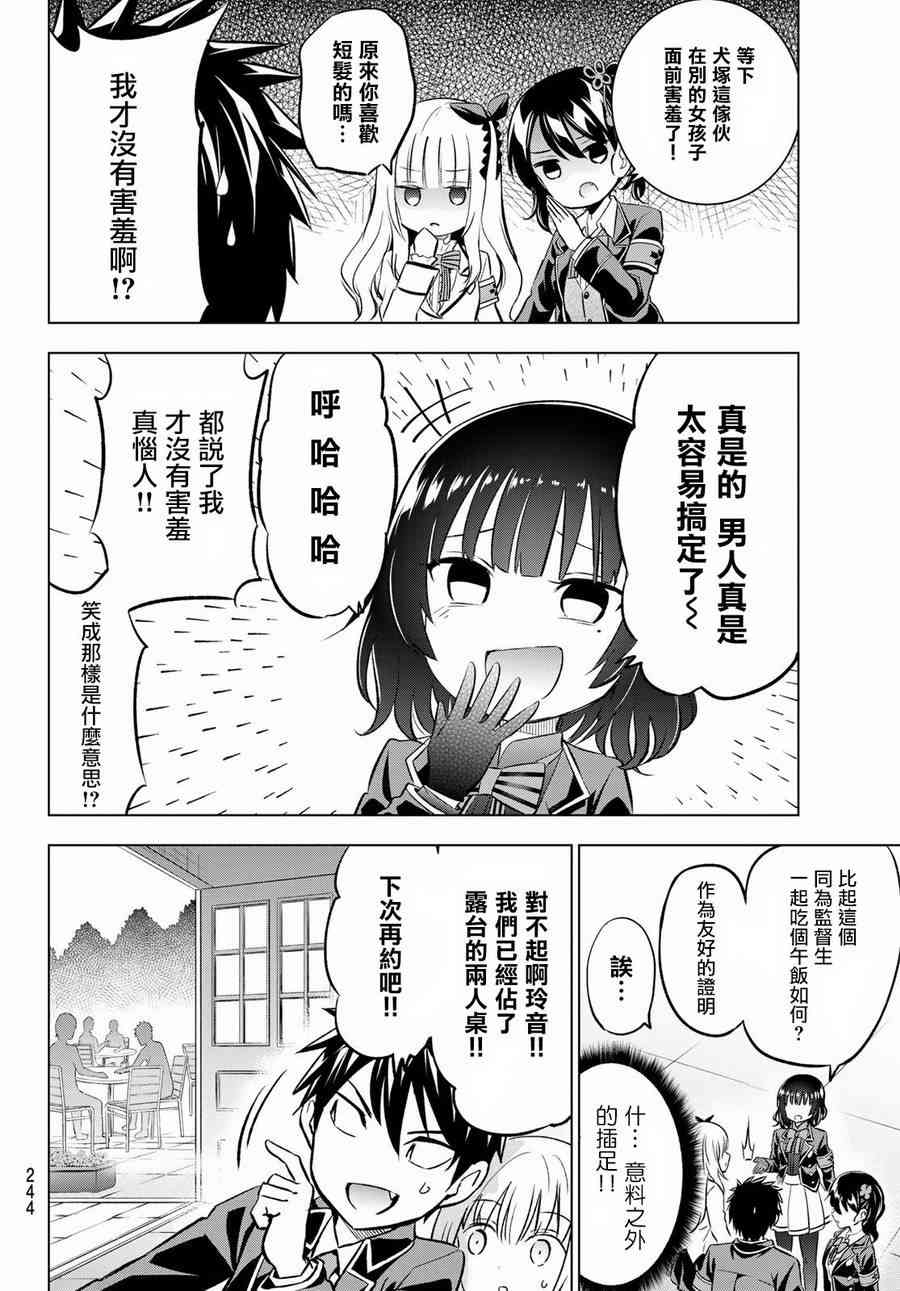 等下
犬塚這傢伙
在別的女孩子
面前害羞了！
原來你喜歡
短髮的嗎…
我才沒有害羞啊!?
真是的 男人真是
太容易搞定了～
呼哈哈哈
都說了我
才沒有害羞
真惱人!!
笑成那樣是什麼意思!?
比起這個
同為監督生
一起吃個午飯如何?
作為友好的證明
誒…
什…意料之外
的插足!!
對不起啊玲音
我們已經佔了
露台的兩人桌!!
下次再約吧!!
244